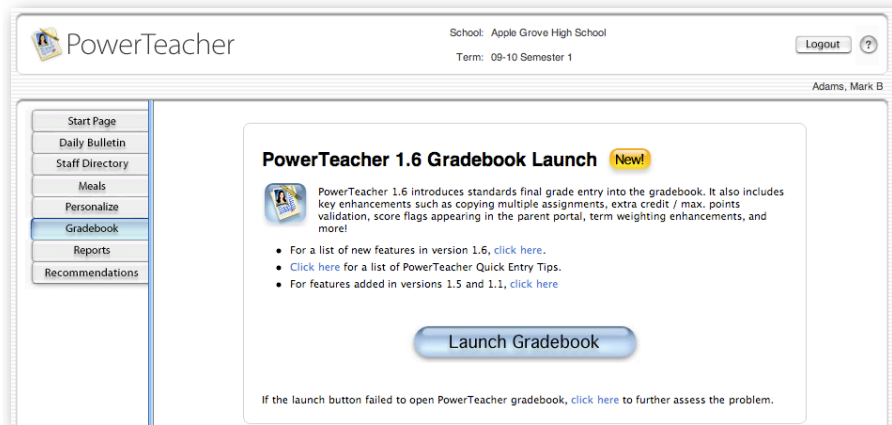 PowerTeacher
School: Apple Grove High School
Term: 09-10 Semester 1
Logout
?
Adams, Mark B
Start Page
Daily Bulletin
Staff Directory
Meals
Personalize
Gradebook
Reports
Recommendations
PowerTeacher 1.6 Gradebook Launch New!
PowerTeacher 1.6 introduces standards final grade entry into the gradebook. It also includes
key enhancements such as copying multiple assignments, extra credit / max. points
validation, score flags appearing in the parent portal, term weighting enhancements, and
more!
• For a list of new features in version 1.6, click here.
• Click here for a list of PowerTeacher Quick Entry Tips.
• For features added in versions 1.5 and 1.1, click here
Launch Gradebook
If the launch button failed to open PowerTeacher gradebook, click here to further assess the problem.